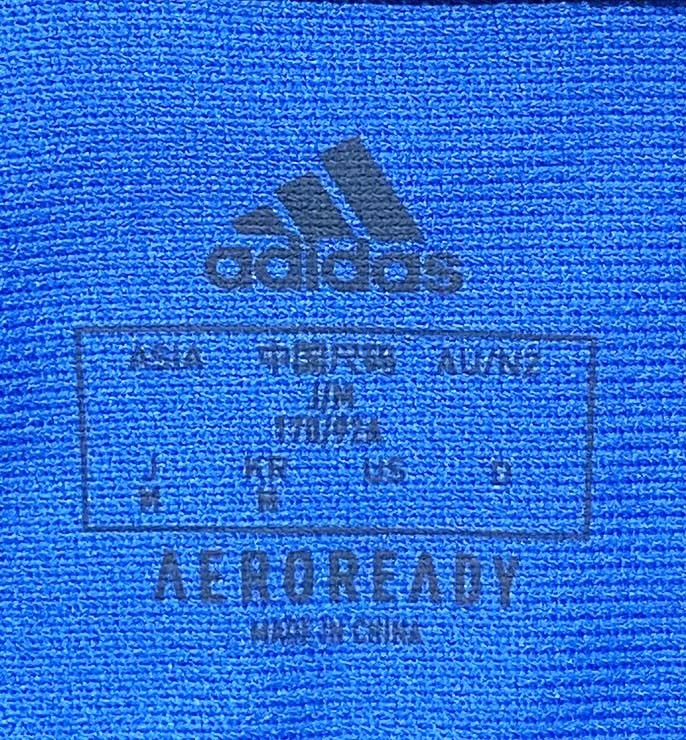 adidas
ASIA 中国尺码 AU/NZ
J/M
170/92A
J KR US D
M M
AEROREADY
MADE IN CHINA